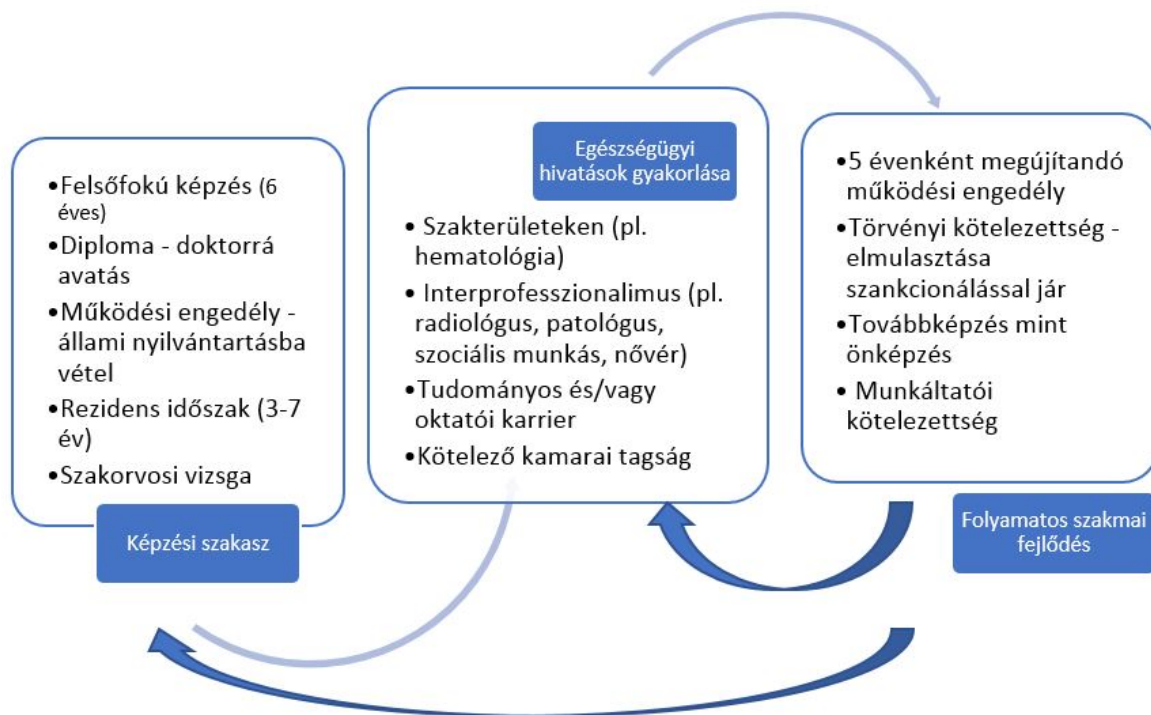 •Felsőfokú képzés (6
éves)
•Diploma - doktorrá
avatás
•Működési engedély -
állami nyilvántartásba
vétel
•Rezidens időszak (3-7
év)
•Szakorvosi vizsga
Képzési szakasz
Egészségügyi
hivatások gyakorlása
• Szakterületeken (pl.
hematológia)
• Interprofesszionalimus (pl.
radiológus, patológus,
szociális munkás, nővér)
•Tudományos és/vagy
oktatói karrier
•Kötelező kamarai tagság
•5 évenként megújítandó
működési engedély
•Törvényi kötelezettség -
elmulasztása
szankcionálással jár
•Továbbképzés mint
önképzés
• Munkáltatói
kötelezettség
Folyamatos szakmai
fejlődés